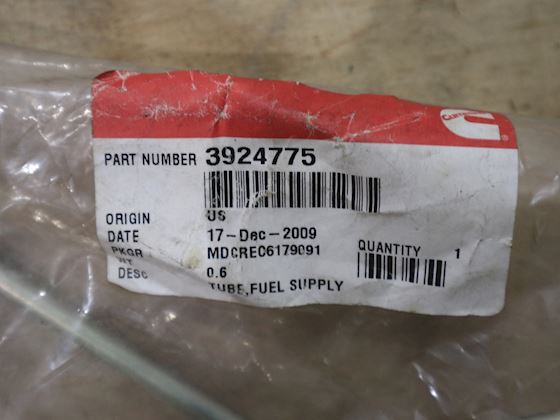 PART NUMBER 3924775
ORIGIN US
DATE 17-Dec-2009
PKGR MDCREC6179091
WT 0.6
DESC TUBE,FUEL SUPPLY
QUANTITY 1